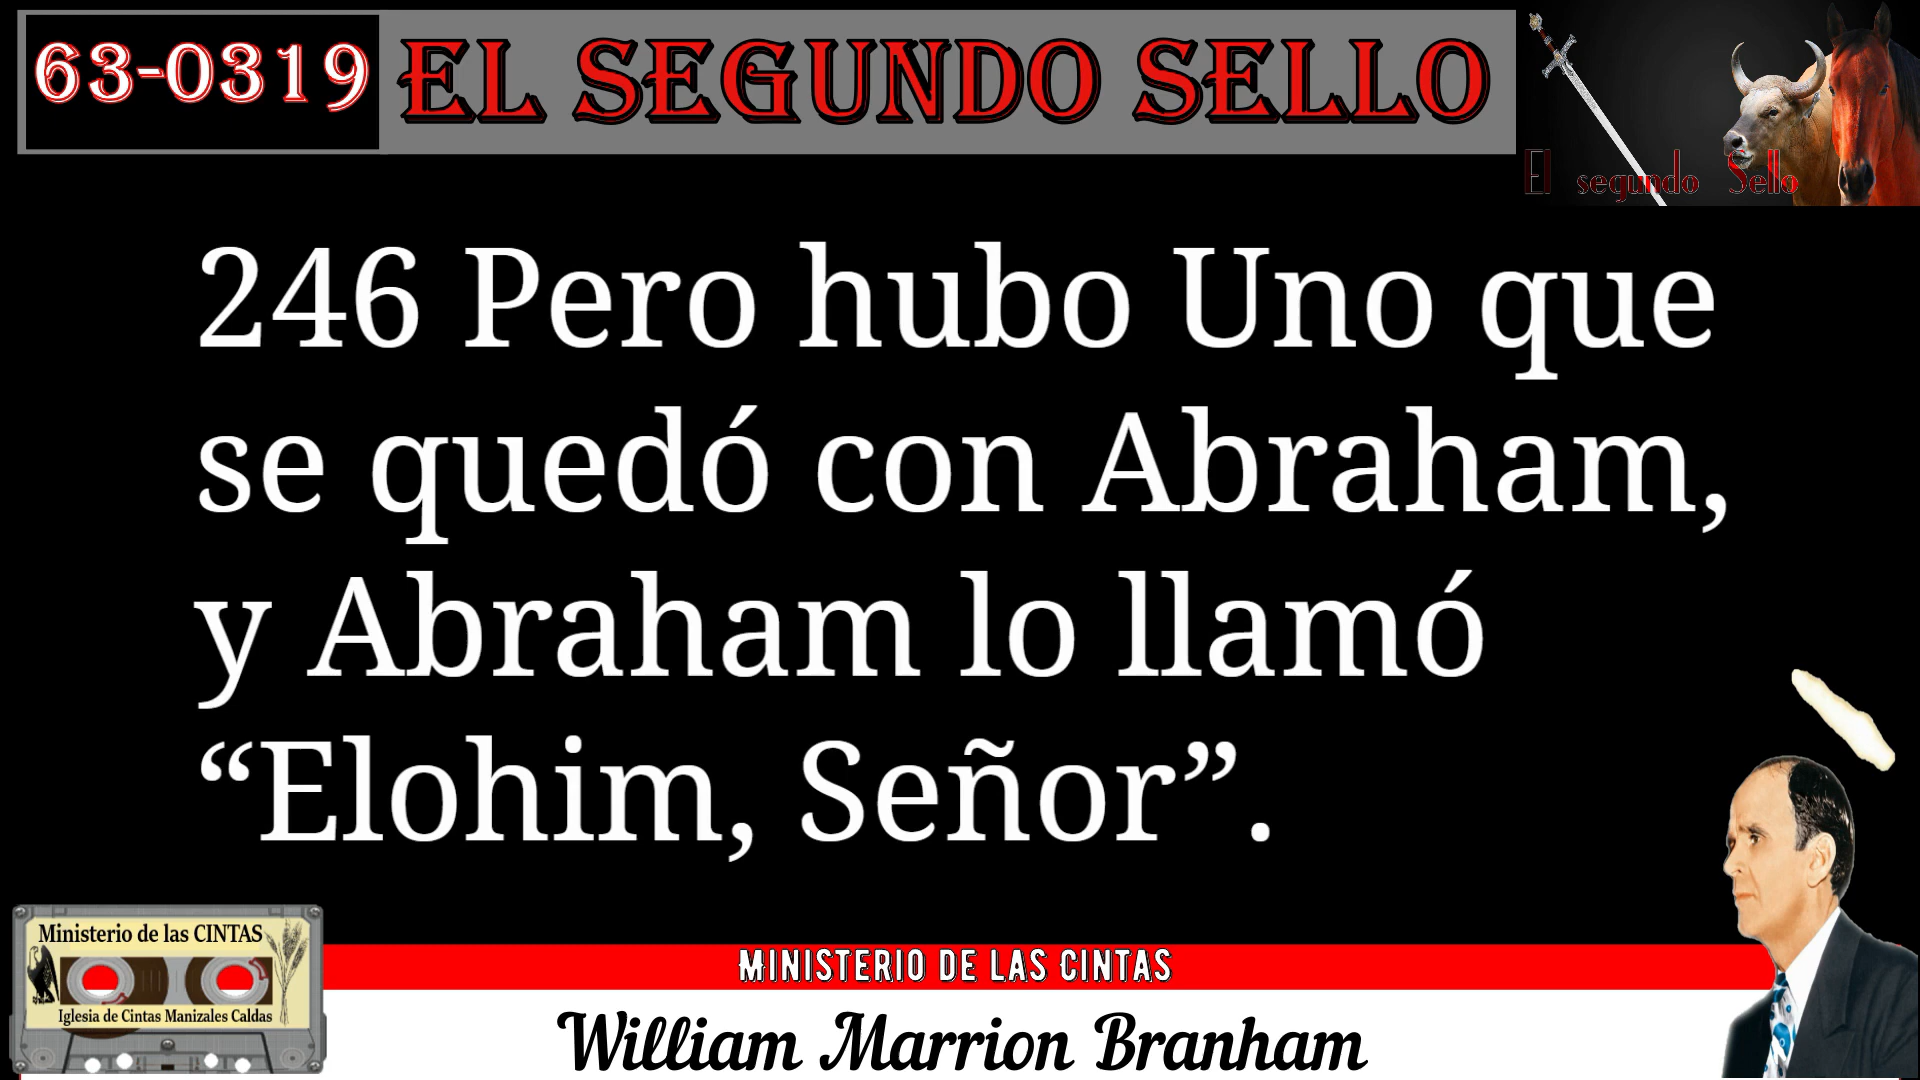 63-0319 EL SEGUNDO SELLO
El segundo Sello
246 Pero hubo Uno que
se quedó con Abraham,
y Abraham lo llamó
“Elohim, Señor”.
Ministerio de las CINTAS
Iglesia de Cintas Manizales Caldas
MINISTERIO DE LAS CINTAS
William Marrion Branham